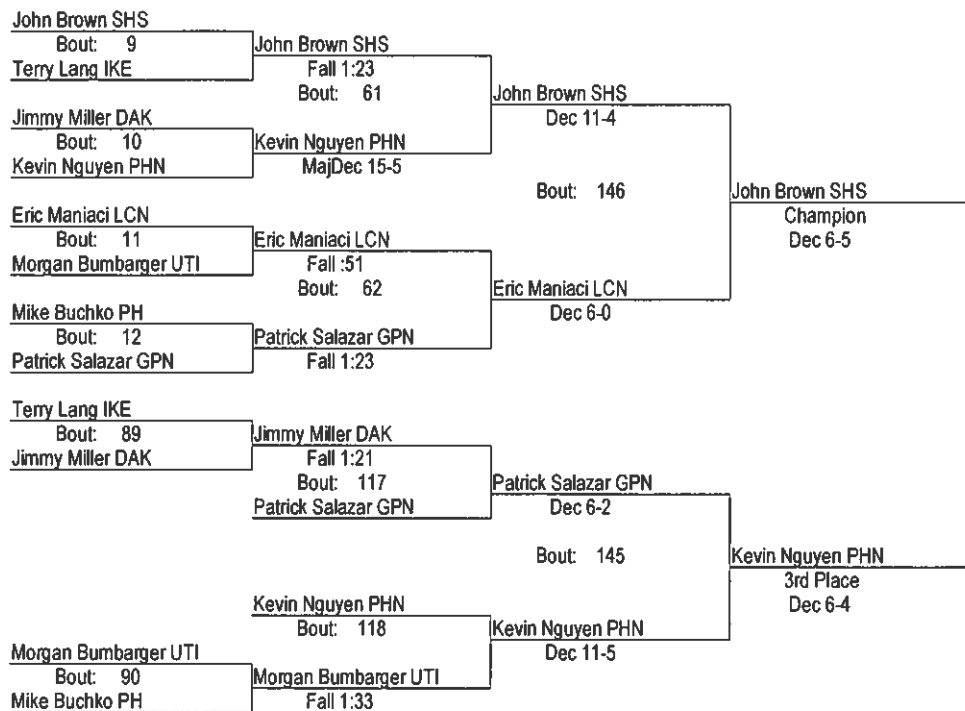 John Brown SHS
Bout: 9
Terry Lang IKE
John Brown SHS
Fall 1:23
Bout: 61
Jimmy Miller DAK
Bout: 10
Kevin Nguyen PHN
Kevin Nguyen PHN
MajDec 15-5
John Brown SHS
Dec 11-4
Bout: 146
Eric Maniaci LCN
Bout: 11
Morgan Bumbarger UTI
Eric Maniaci LCN
Fall :51
Bout: 62
Mike Buchko PH
Bout: 12
Patrick Salazar GPN
Patrick Salazar GPN
Fall 1:23
Eric Maniaci LCN
Dec 6-0
John Brown SHS
Champion
Dec 6-5
Terry Lang IKE
Bout: 89
Jimmy Miller DAK
Jimmy Miller DAK
Fall 1:21
Bout: 117
Patrick Salazar GPN
Patrick Salazar GPN
Dec 6-2
Bout: 145
Kevin Nguyen PHN
Bout: 118
Morgan Bumbarger UTI
Bout: 90
Mike Buchko PH
Morgan Bumbarger UTI
Fall 1:33
Kevin Nguyen PHN
Dec 11-5
Kevin Nguyen PHN
3rd Place
Dec 6-4